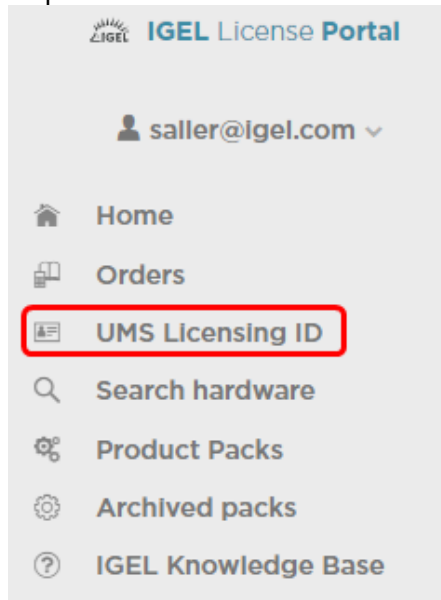 IGEL IGEL License Portal
saller@igel.com
Home
Orders
UMS Licensing ID
Search hardware
Product Packs
Archived packs
IGEL Knowledge Base